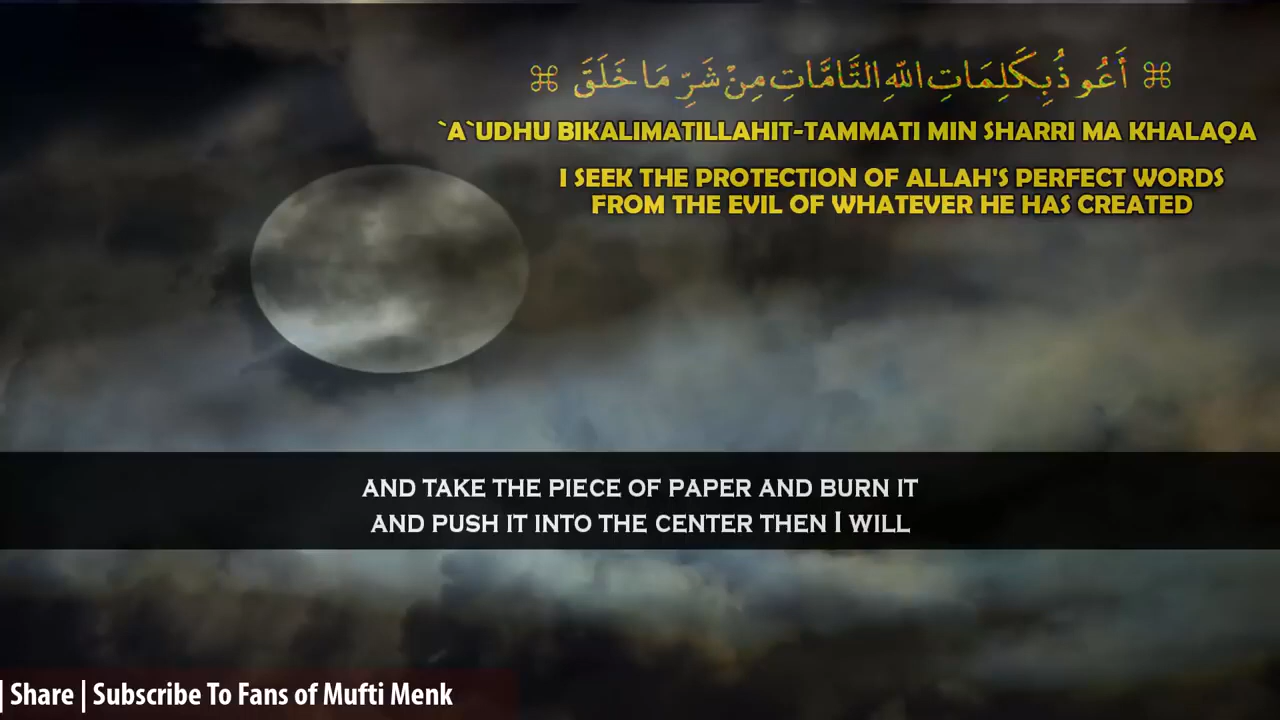 ⌘ أَعُوذُ بِكَلِمَاتِ اللّٰهِ التَّامَّاتِ مِنْ شَرِّ مَا خَلَقَ ⌘
`A`UDHU BIKALIMATILLAHIT-TAMMATI MIN SHARRI MA KHALAQA
I SEEK THE PROTECTION OF ALLAH'S PERFECT WORDS
FROM THE EVIL OF WHATEVER HE HAS CREATED
AND TAKE THE PIECE OF PAPER AND BURN IT
AND PUSH IT INTO THE CENTER THEN I WILL
| Share | Subscribe To Fans of Mufti Menk